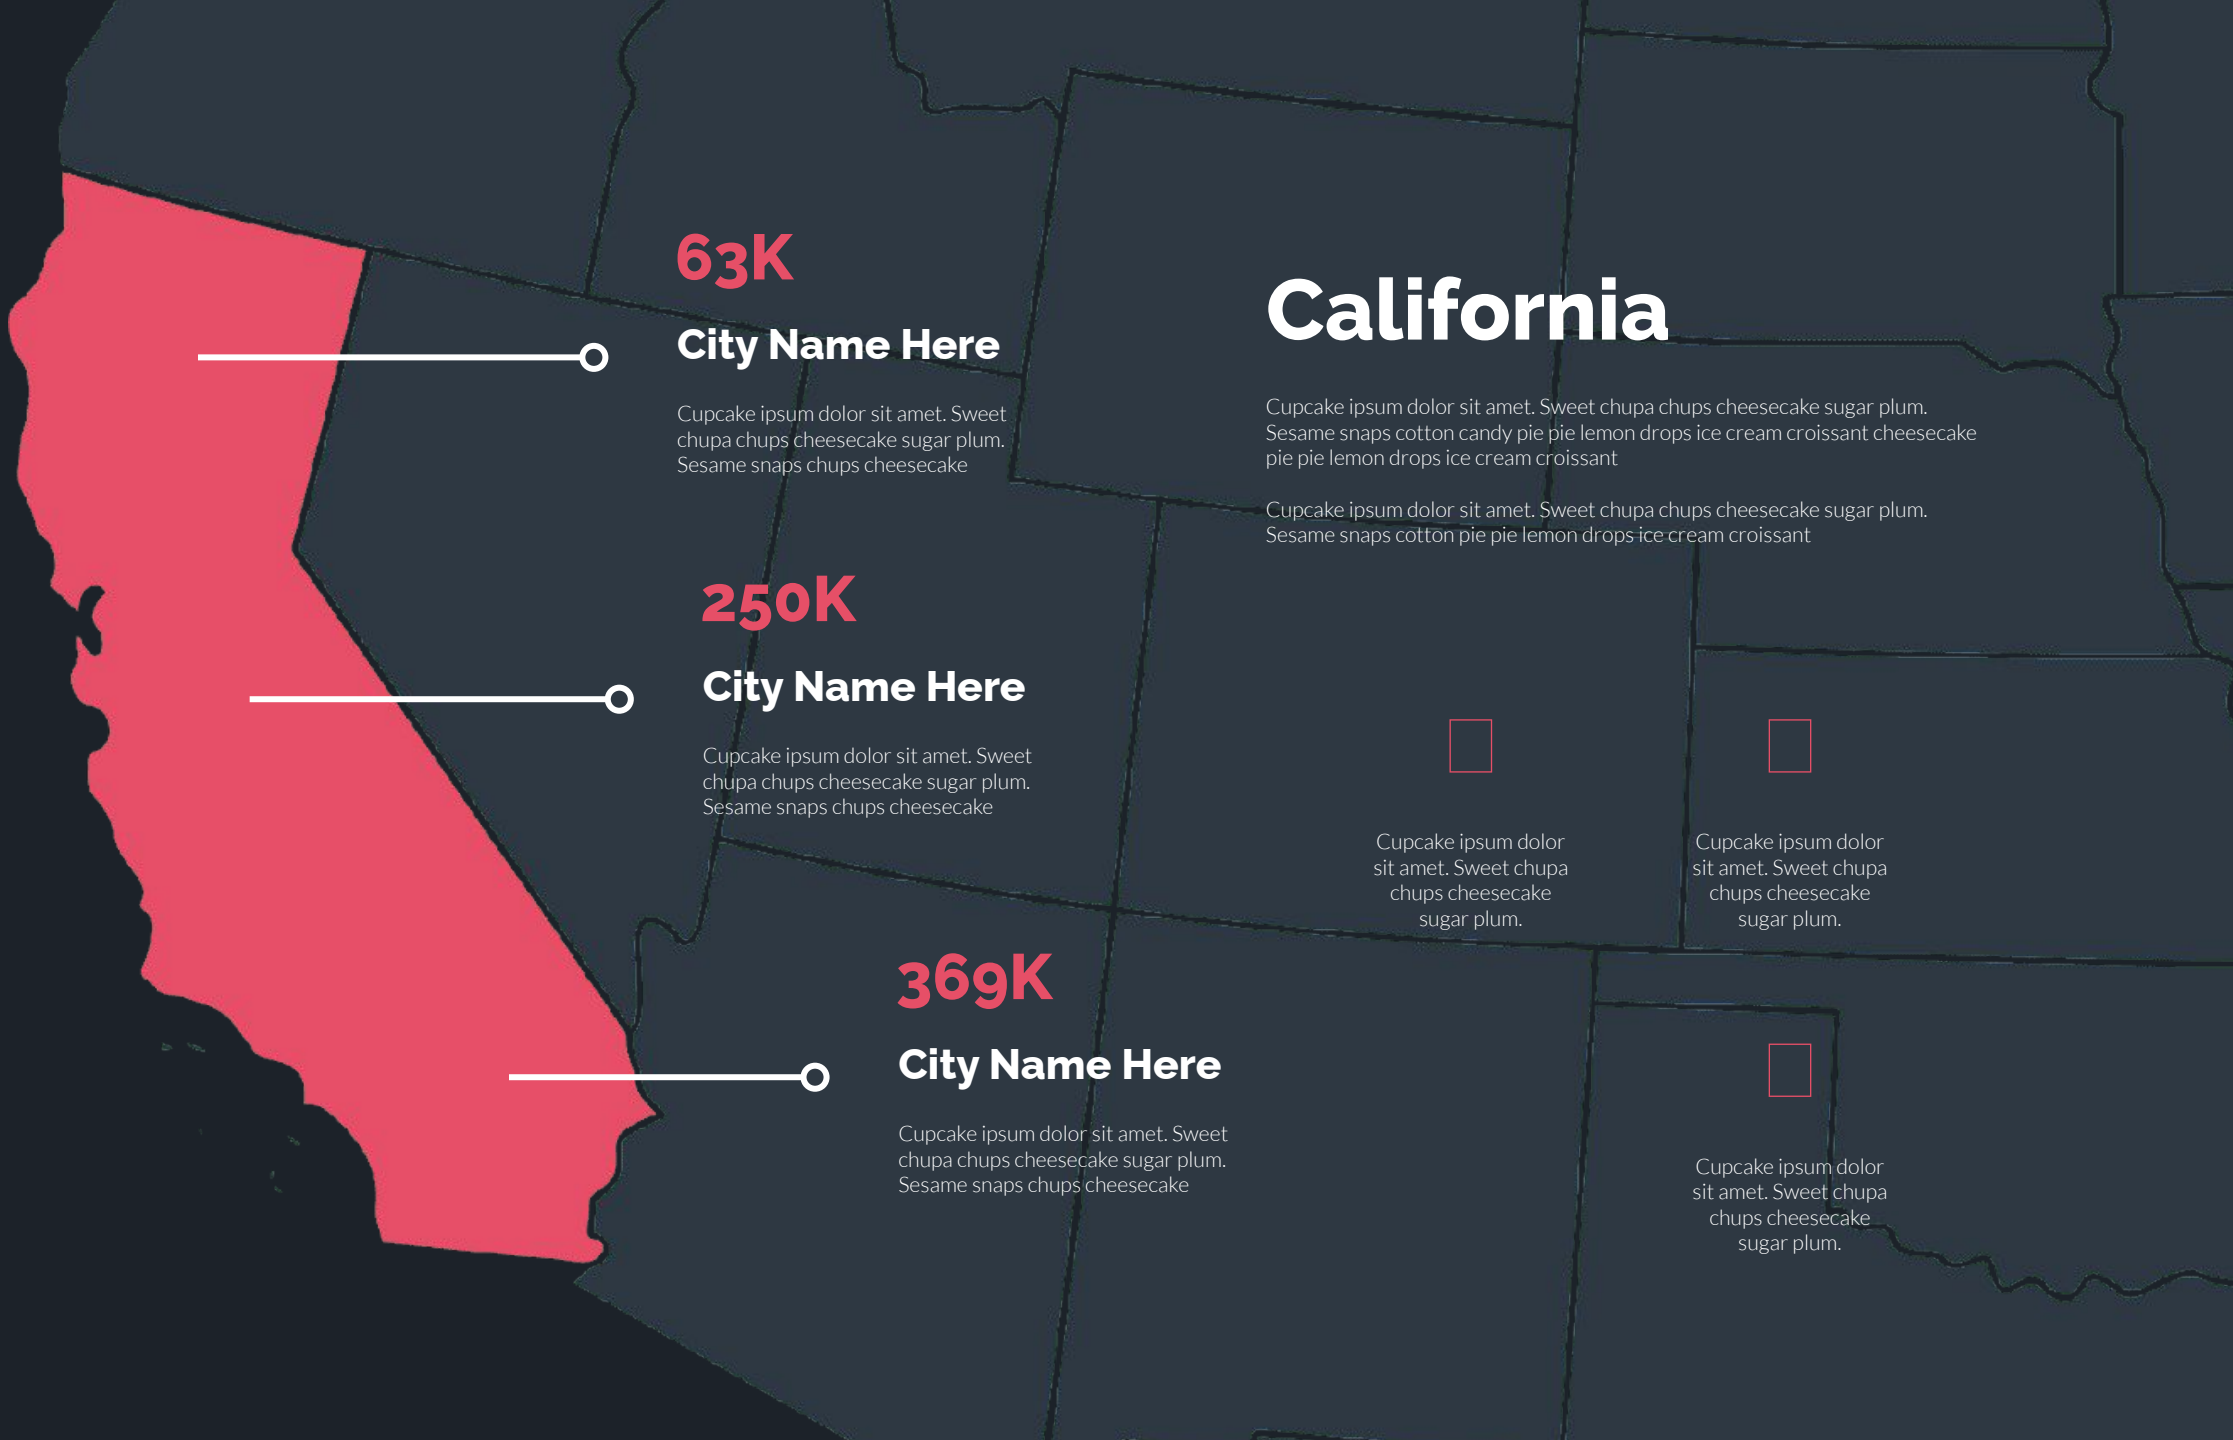 63K
City Name Here
Cupcake ipsum dolor sit amet. Sweet
chupa chups cheesecake sugar plum.
Sesame snaps chups cheesecake
250K
City Name Here
Cupcake ipsum dolor sit amet. Sweet
chupa chups cheesecake sugar plum.
Sesame snaps chups cheesecake
369K
City Name Here
Cupcake ipsum dolor sit amet. Sweet
chupa chups cheesecake sugar plum.
Sesame snaps chups cheesecake
California
Cupcake ipsum dolor sit amet. Sweet chupa chups cheesecake sugar plum.
Sesame snaps cotton candy pie pie lemon drops ice cream croissant cheesecake
pie pie lemon drops ice cream croissant
Cupcake ipsum dolor sit amet. Sweet chupa chups cheesecake sugar plum.
Sesame snaps cotton pie pie lemon drops ice cream croissant
Cupcake ipsum dolor
sit amet. Sweet chupa
chups cheesecake
sugar plum.
Cupcake ipsum dolor
sit amet. Sweet chupa
chups cheesecake
sugar plum.
Cupcake ipsum dolor
sit amet. Sweet chupa
chups cheesecake
sugar plum.